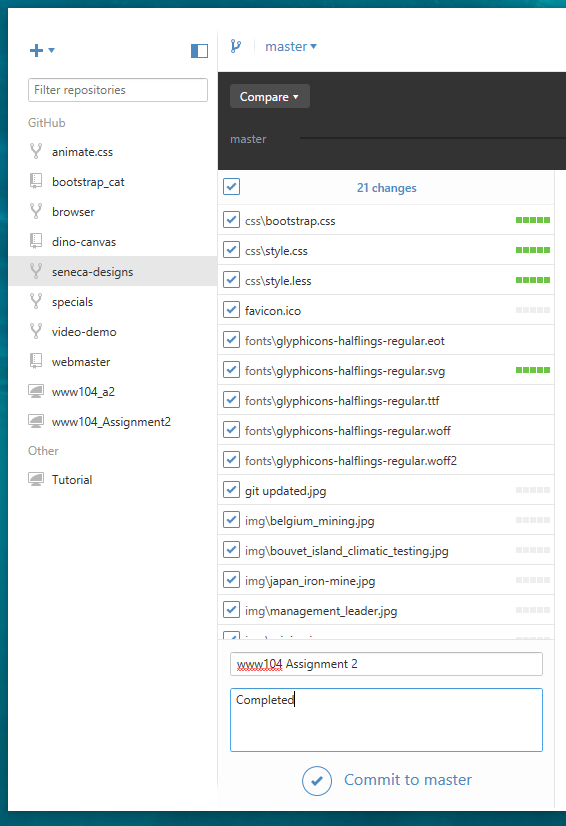 master
Compare
master
Filter repositories
GitHub
animate.css
bootstrap_cat
browser
dino-canvas
seneca-designs
specials
video-demo
webmaster
www104_a2
www104_Assignment2
Other
Tutorial
21 changes
css\bootstrap.css
css\style.css
css\style.less
favicon.ico
fonts\glyphicons-halflings-regular.eot
fonts\glyphicons-halflings-regular.svg
fonts\glyphicons-halflings-regular.ttf
fonts\glyphicons-halflings-regular.woff
fonts\glyphicons-halflings-regular.woff2
git updated.jpg
img\belgium_mining.jpg
img\bouvet_island_climatic_testing.jpg
img\japan_iron-mine.jpg
img\management_leader.jpg
www104 Assignment 2
Completed
Commit to master